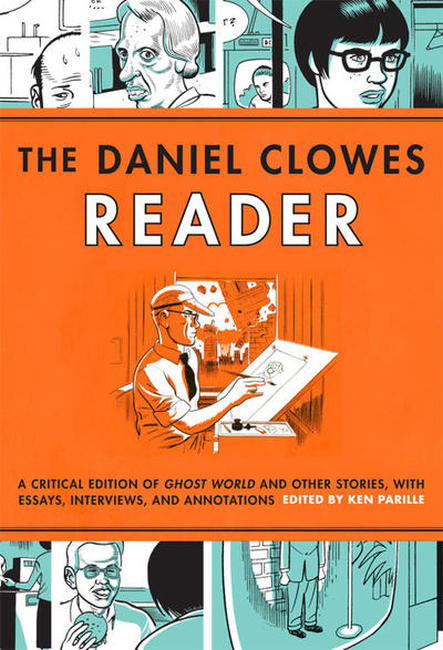 ?
THE DANIEL CLOWES
READER
A CRITICAL EDITION OF GHOST WORLD AND OTHER STORIES, WITH
ESSAYS, INTERVIEWS, AND ANNOTATIONS EDITED BY KEN PARILLE